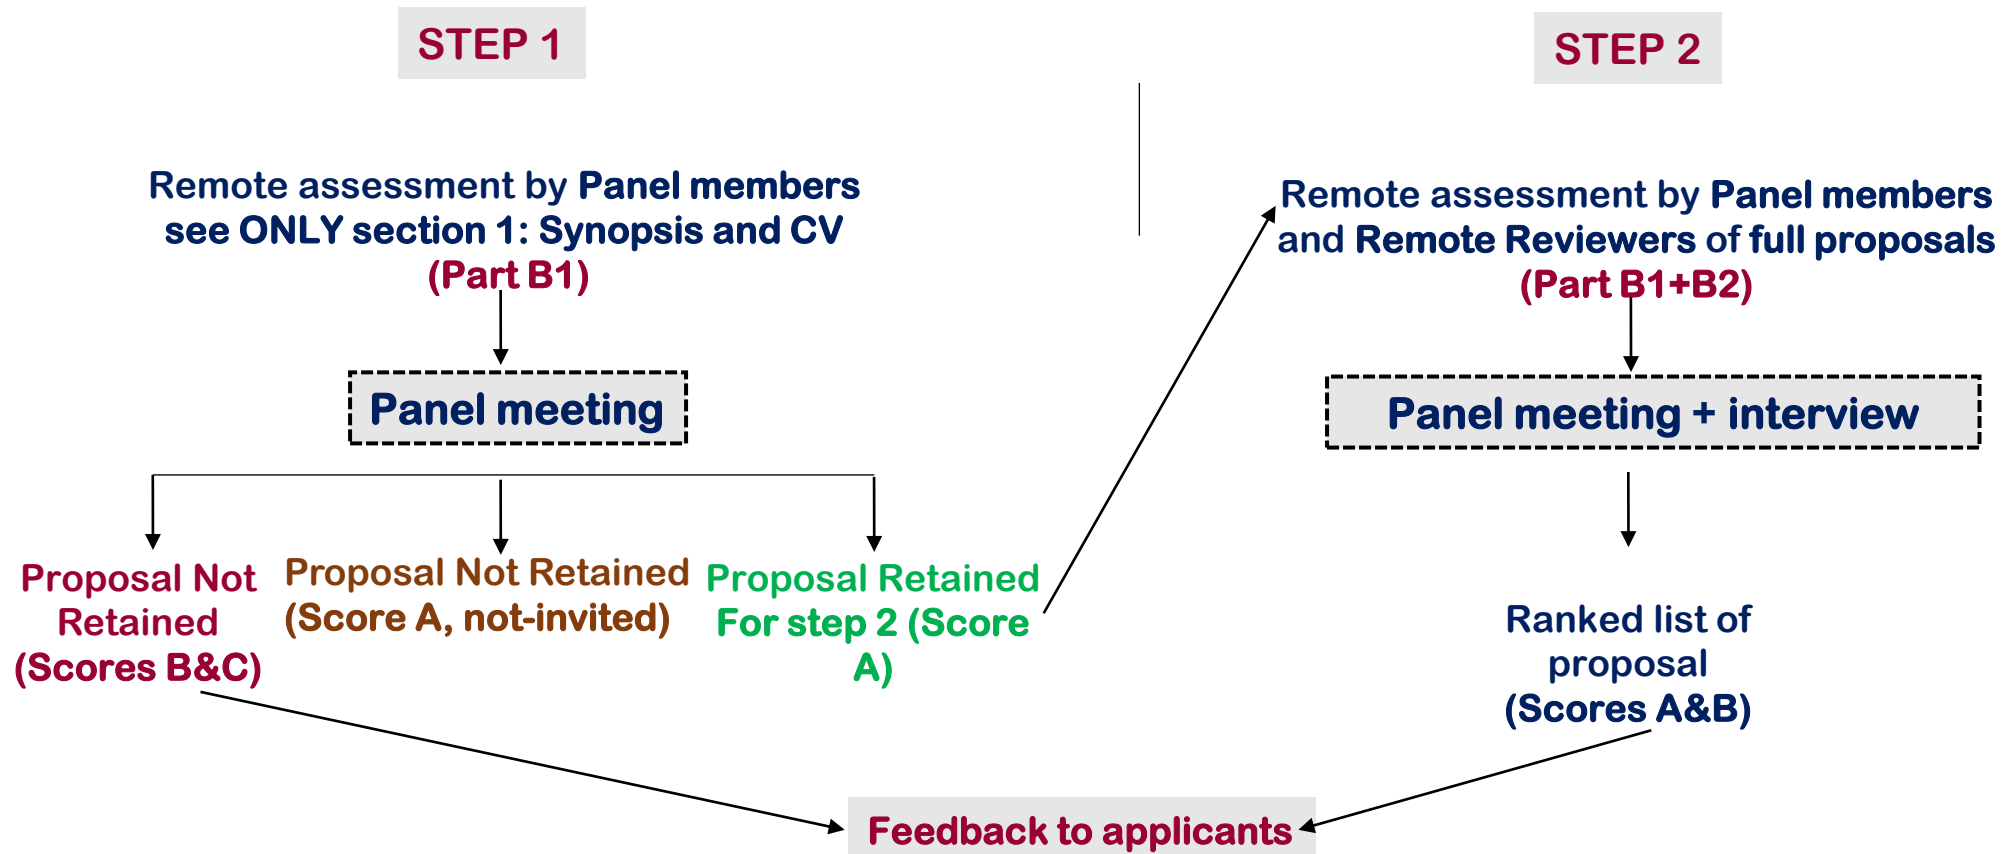 STEP 1
Remote assessment by Panel members
see ONLY section 1: Synopsis and CV
(Part B1)
Panel meeting
Proposal Not
Retained
(Scores B&C)
Proposal Not Retained
(Score A, not-invited)
Proposal Retained
For step 2 (Score
A)
STEP 2
Remote assessment by Panel members
and Remote Reviewers of full proposals
(Part B1+B2)
Panel meeting + interview
Ranked list of
proposal
(Scores A&B)
Feedback to applicants